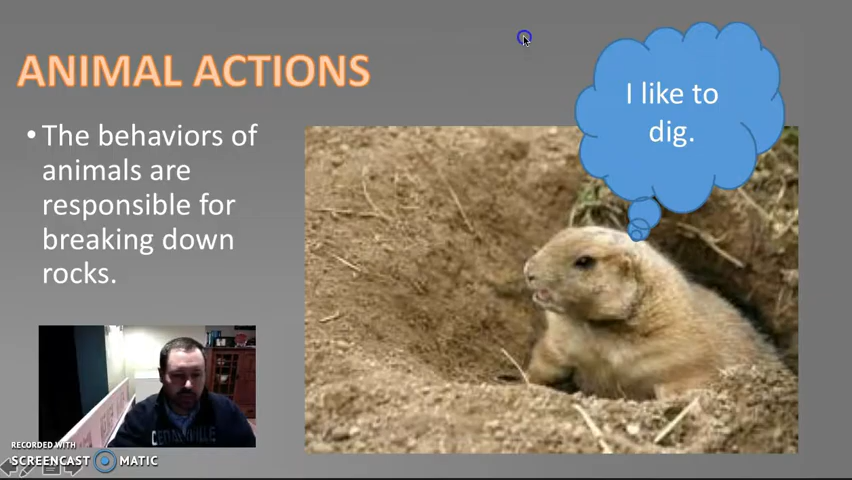 ANIMAL ACTIONS
• The behaviors of
animals are
responsible for
breaking down
rocks.
I like to
dig.
CEDARVILLE
RECORDED WITH
SCREENCAST MATIC